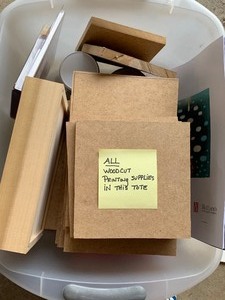 ALL
WOODCUT
PRINTING SUPPLIES
IN THIS TOTE